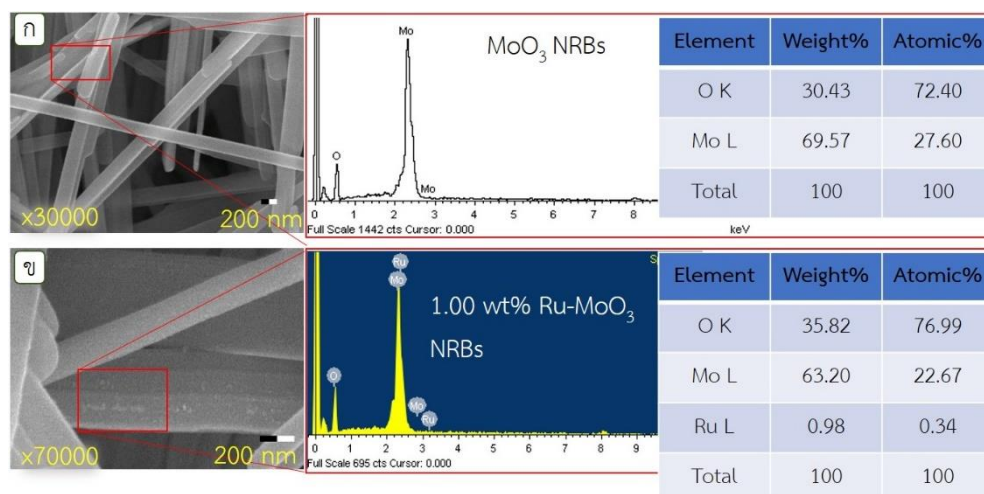 ก
x30000
200 nm
MoO3 NRBs
Mo
O
Mo
0 1 2 3 4 5 6 7 8
Full Scale 1442 cts Cursor: 0.000
keV
Element Weight% Atomic%
O K 30.43 72.40
Mo L 69.57 27.60
Total 100 100
ข
x70000
200 nm
1.00 wt% Ru-MoO3
NRBs
Ru
Mo
O
Mo
Ru
0 1 2 3 4 5 6 7 8 9
Full Scale 695 cts Cursor: 0.000
Element Weight% Atomic%
O K 35.82 76.99
Mo L 63.20 22.67
Ru L 0.98 0.34
Total 100 100